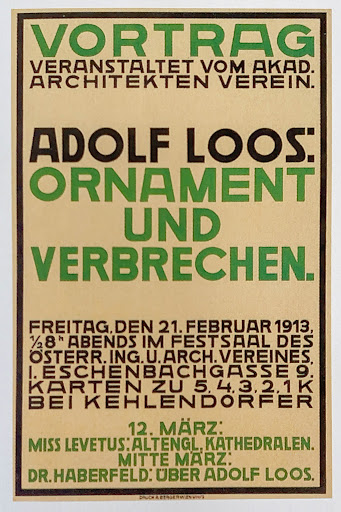 VORTRAG
VERANSTALTET VOM AKAD.
ARCHITEKTEN VEREIN.
ADOLF LOOS:
ORNAMENT
UND
VERBRECHEN.
FREITAG, DEN 21. FEBRUAR 1913,
½8ʰ ABENDS IM FESTSAAL DES
ÖSTERR. ING. U. ARCH. VEREINES,
I. ESCHENBACHGASSE 9.
KARTEN ZU 5, 4, 3, 2, 1 K
BEI KEHLENDORFER
12. MÄRZ:
MISS LEVETUS: ALTENGL. KATHEDRALEN.
MITTE MÄRZ:
DR. HABERFELD: ÜBER ADOLF LOOS.